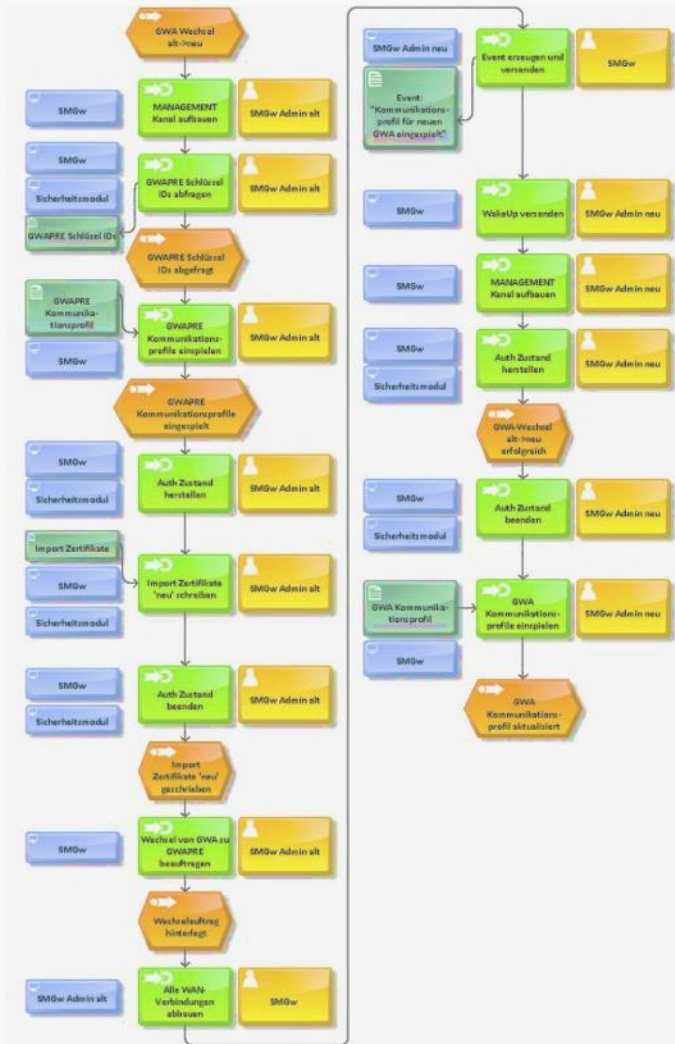 GWA Wechsel
alt->neu
SMGw
MANAGEMENT
Kanal aufbauen
SMGw Admin alt
SMGw
Sicherheitsmodul
GWAPRE Schlüssel
IDs abfragen
SMGw Admin alt
GWAPRE Schlüsel IDs
GWAPRE Schlüssel
IDs abgefragt
GWAPRE
Kommunika-
tionsprofil
SMGw
GWAPRE
Kommunikations-
profile einspielen
SMGw Admin alt
GWAPRE
Kommunikationsprofile
eingespielt
SMGw
Sicherheitsmodul
Auth Zustand
herstellen
SMGw Admin alt
Import Zertifikate
SMGw
Sicherheitsmodul
Import Zertifikate
'neu' schreiben
SMGw Admin alt
SMGw
Sicherheitsmodul
Auth Zustand
beenden
SMGw Admin alt
Import
Zertifikate 'neu'
geschrieben
SMGw
Wechsel von GWA zu
GWAPRE
beauftragen
SMGw Admin alt
Wechselauftrag
hinterlegt
SMGw Admin alt
Alle WAN-
Verbindungen
abbauen
SMGw
SMGw Admin neu
Event erzeugen und
versenden
SMGw
Event:
"Kommunikations-
profil für neuen
GWA eingespielt"
SMGw
WakeUp versenden
SMGw Admin neu
SMGw
MANAGEMENT
Kanal aufbauen
SMGw Admin neu
SMGw
Sicherheitsmodul
Auth Zustand
herstellen
SMGw Admin neu
GWA-Wechsel
alt->neu
erfolgreich
SMGw
Sicherheitsmodul
Auth Zustand
beenden
SMGw Admin neu
GWA Kommunika-
tionsprofil
SMGw
GWA
Kommunikations-
profile einspielen
SMGw Admin neu
GWA
Kommunikations-
profil aktualisiert